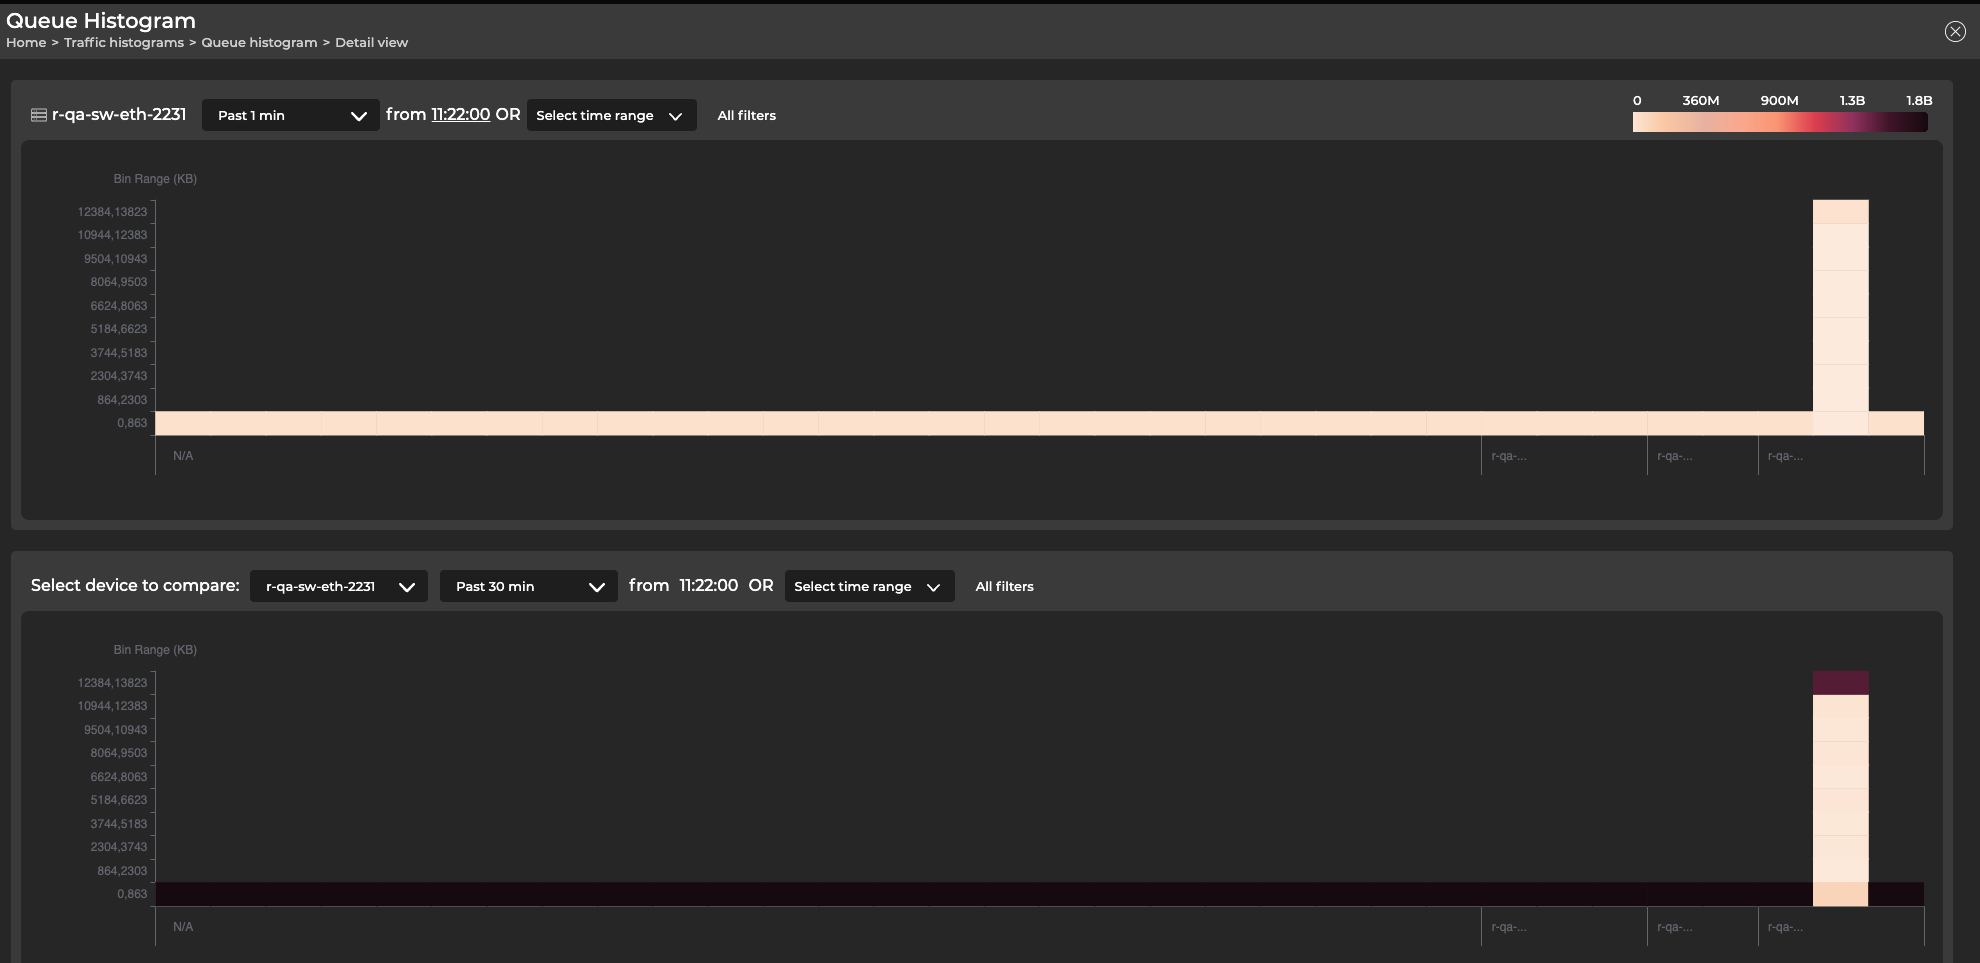 Queue Histogram
Home > Traffic histograms > Queue histogram > Detail view
r-qa-sw-eth-2231 Past 1 min from 11:22:00 OR Select time range All filters
0 360M 900M 1.3B 1.8B
Bin Range (KB)
12384,13823
10944,12383
9504,10943
8064,9503
6624,8063
5184,6623
3744,5183
2304,3743
864,2303
0,863
N/A r-qa-... r-qa-... r-qa-...
Select device to compare: r-qa-sw-eth-2231 Past 30 min from 11:22:00 OR Select time range All filters
Bin Range (KB)
12384,13823
10944,12383
9504,10943
8064,9503
6624,8063
5184,6623
3744,5183
2304,3743
864,2303
0,863
N/A r-qa-... r-qa-... r-qa-...